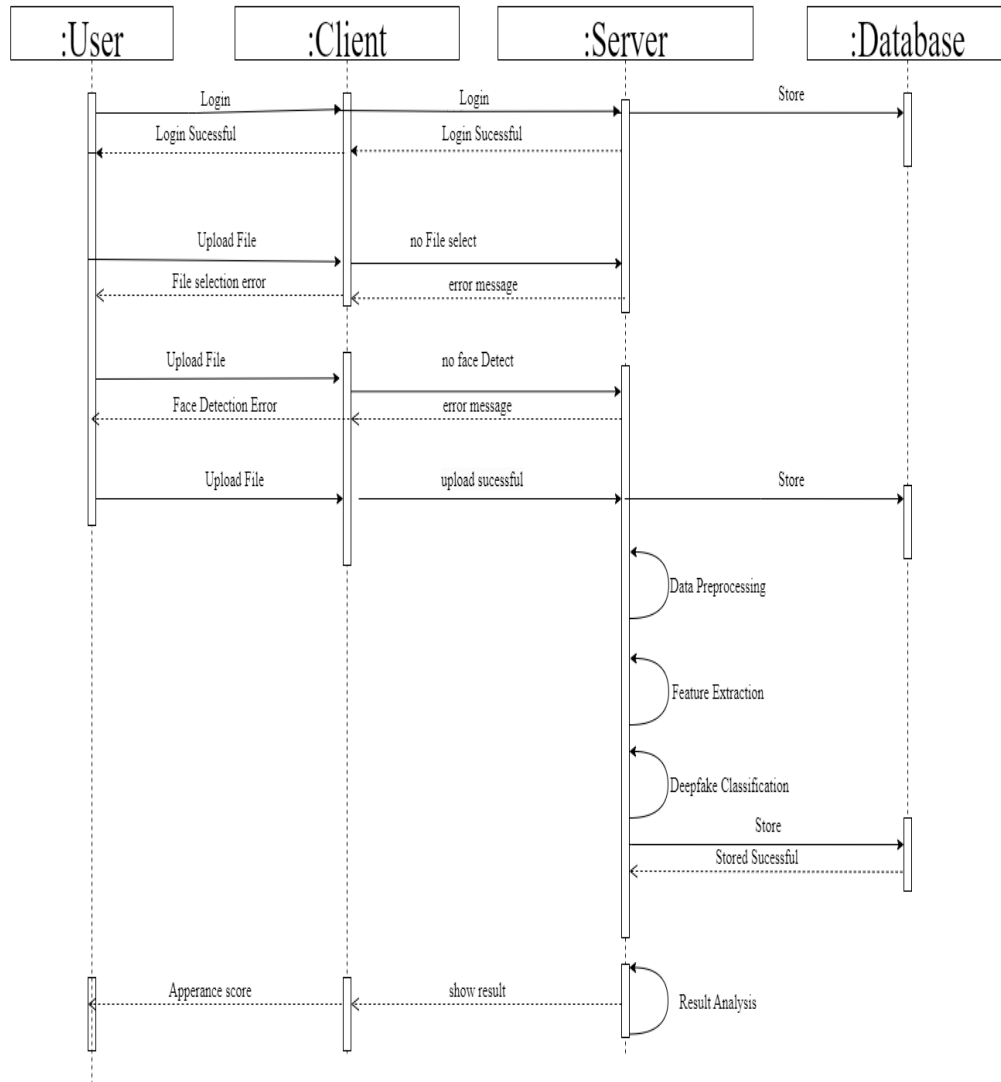 :User
:Client
:Server
:Database
Login
Login
Store
Login Sucessful
Login Sucessful
Upload File
no File select
File selection error
error message
Upload File
no face Detect
Face Detection Error
error message
Upload File
upload sucessful
Store
Data Preprocessing
Feature Extraction
Deepfake Classification
Store
Stored Sucessful
Apperance score
show result
Result Analysis